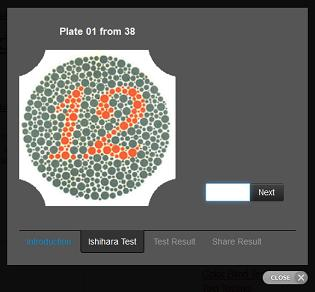 Plate 01 from 38
12
Next
Introduction Ishihara Test Test Result Share Result
CLOSE X